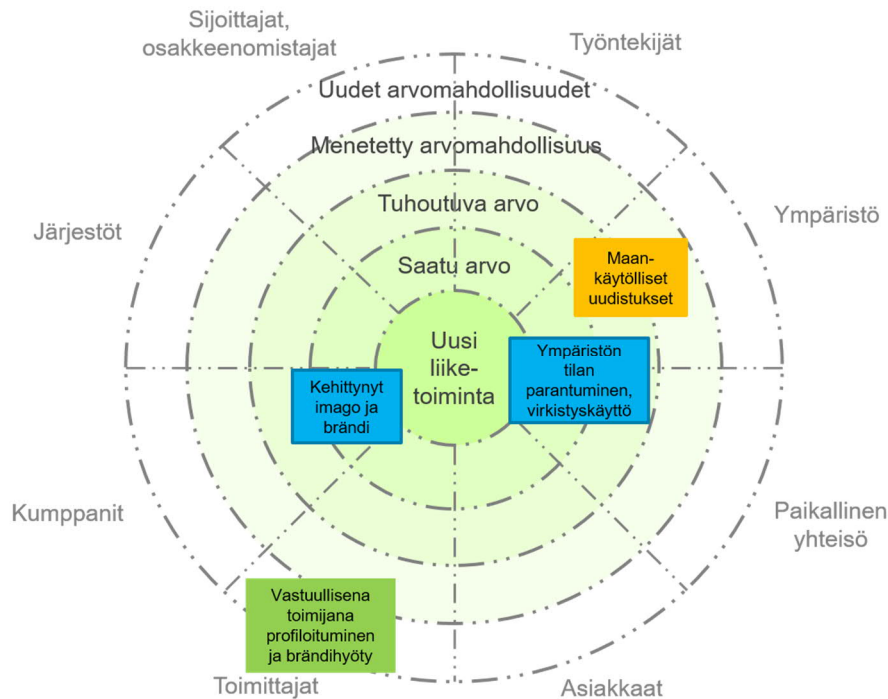 Sijoittajat,
osakkeenomistajat
Työntekijät
Uudet arvomahdollisuudet
Menetetty arvomahdollisuus
Tuhoutuva arvo
Järjestöt
Ympäristö
Saatu arvo
Maan-
käytölliset
uudistukset
Uusi
liike-
toiminta
Ympäristön
tilan
parantuminen,
virkistyskäyttö
Kehittynyt
imago ja
brändi
Kumppanit
Paikallinen
yhteisö
Vastuullisena
toimijana
profiloituminen
ja brändihyöty
Toimittajat
Asiakkaat